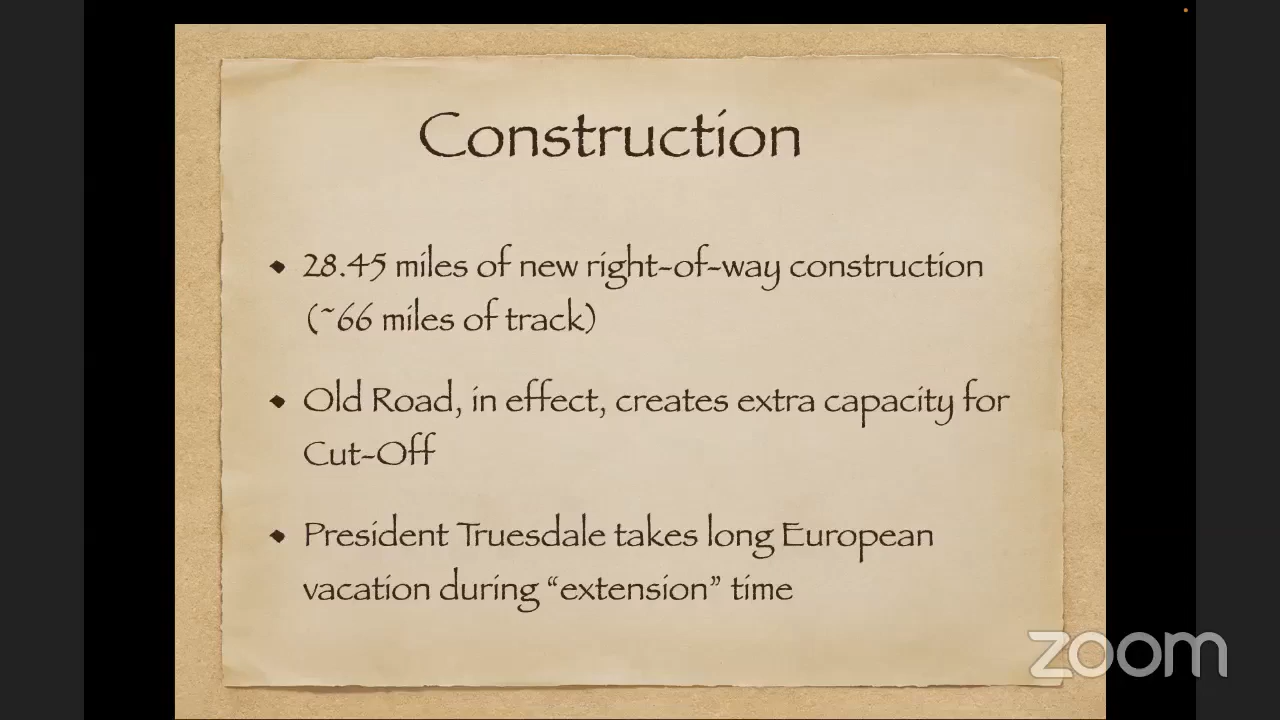 Construction
28.45 miles of new right-of-way construction
(~66 miles of track)
Old Road, in effect, creates extra capacity for
Cut-Off
President Truesdale takes long European
vacation during “extension” time
zoom